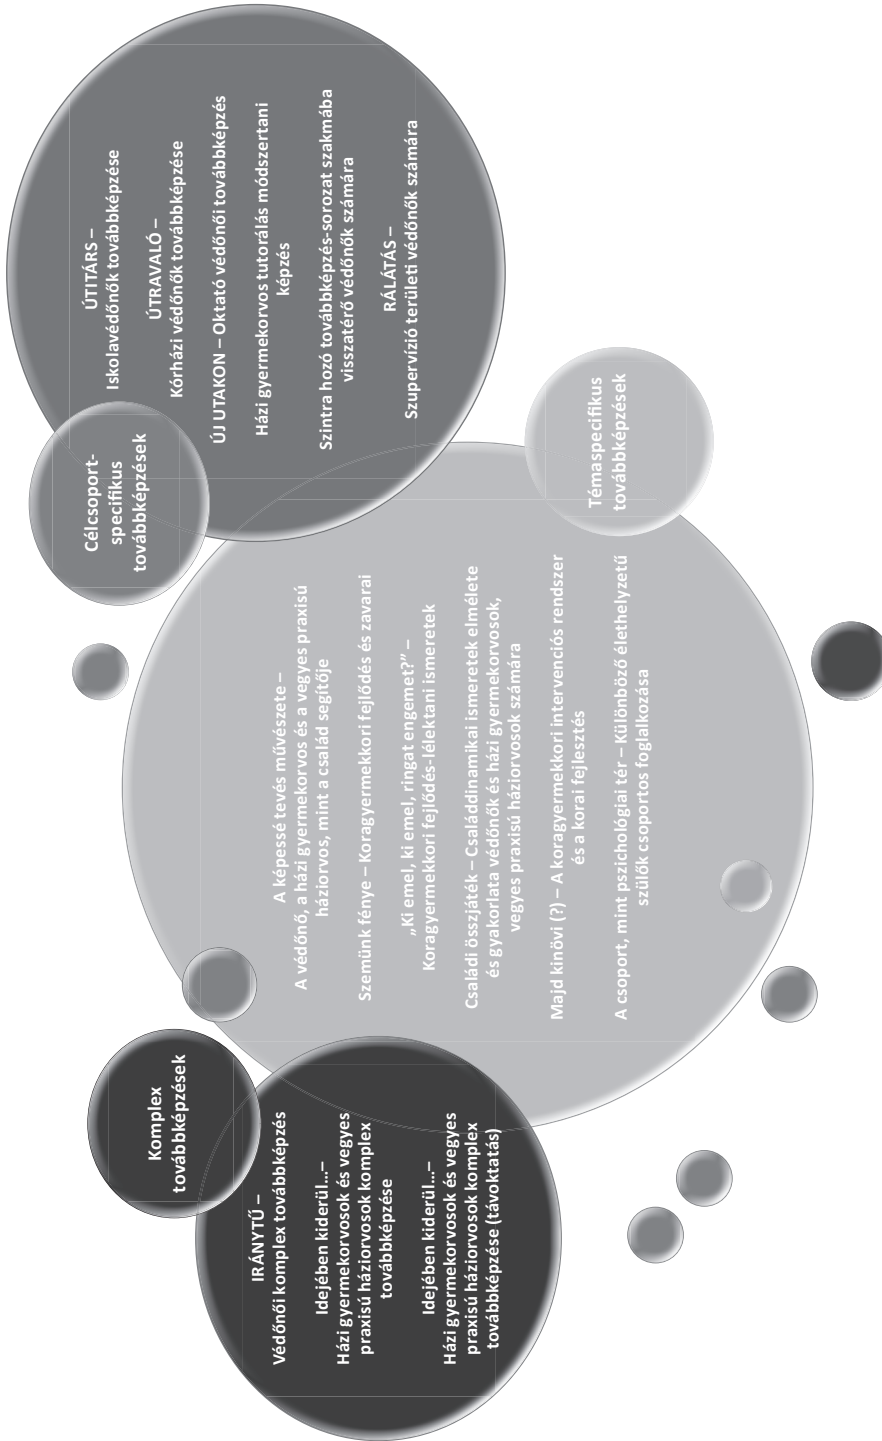 Komplex
továbbképzések
IRÁNYTŰ –
Védőnői komplex továbbképzés
Idejében kiderül...–
Házi gyermekorvosok és vegyes
praxisú háziorvosok komplex
továbbképzése
Idejében kiderül...–
Házi gyermekorvosok és vegyes
praxisú háziorvosok komplex
továbbképzése (távoktatás)
A képessé tevés művészete –
A védőnő, a házi gyermekorvos és a vegyes praxisú
háziorvos, mint a család segítője
Szemünk fénye – Koragyermekkori fejlődés és zavarai
„Ki emel, ki emel, ringat engemet?” –
Koragyermekkori fejlődés-lélektani ismeretek
Családi összjáték – Családdinamikai ismeretek elmélete
és gyakorlata védőnők és házi gyermekorvosok,
vegyes praxisú háziorvosok számára
Majd kinövi (?) – A koragyermekkori intervenciós rendszer
és a korai fejlesztés
A csoport, mint pszichológiai tér – Különböző élethelyzetű
szülők csoportos foglalkozása
Témaspecifikus
továbbképzések
Célcsoport-
specifikus
továbbképzések
ÚTITÁRS –
Iskolavédőnők továbbképzése
ÚTRAVALÓ –
Kórházi védőnők továbbképzése
ÚJ UTAKON – Oktató védőnői továbbképzés
Házi gyermekorvos tutorálás módszertani
képzés
Szintra hozó továbbképzés-sorozat szakmába
visszatérő védőnők számára
RÁLÁTÁS –
Szupervízió területi védőnők számára